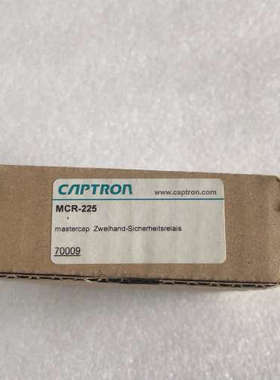 CAPTRON
www.captron.com
MCR-225
mastercap Zweihand-Sicherheitsrelais
70009